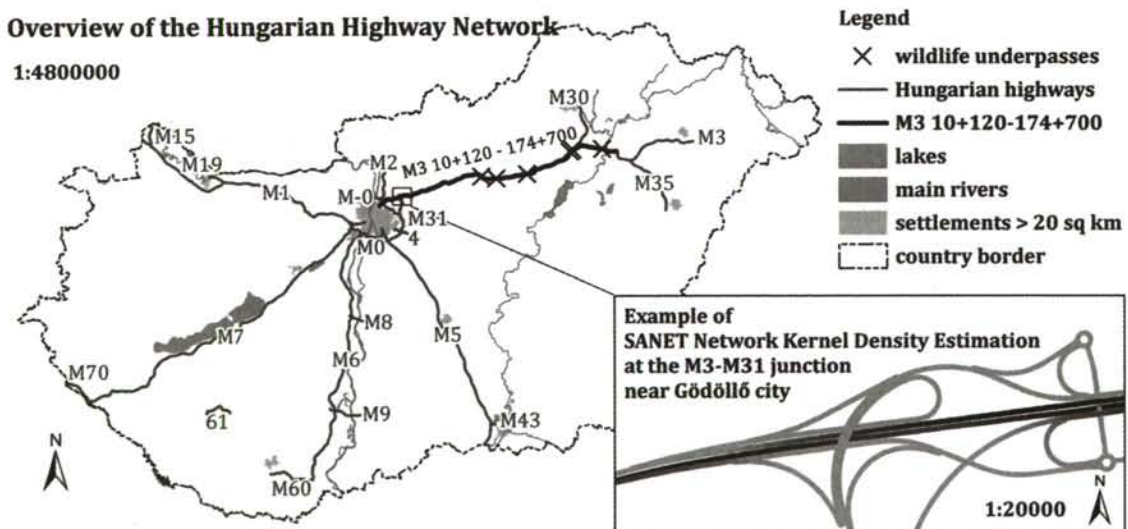 Overview of the Hungarian Highway Network
1:4800000
Legend
wildlife underpasses
Hungarian highways
M3 10+120-174+700
lakes
main rivers
settlements > 20 sq km
country border
M15
M19
M1
M2
M-0
M0
M31
4
M3 10+120 - 174+700
M30
M3
M35
M7
M70
M8
M6
M5
M9
61
M60
M43
N
Example of
SANET Network Kernel Density Estimation
at the M3-M31 junction
near Gödöllő city
1:20000
N